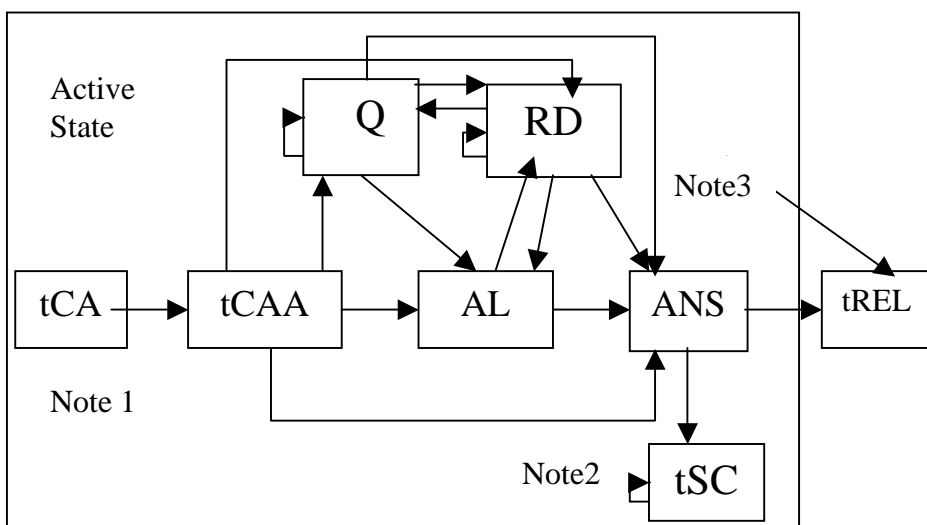 Active
State
Q
RD
Note3
tCA
tCAA
AL
ANS
tREL
Note 1
Note2
tSC